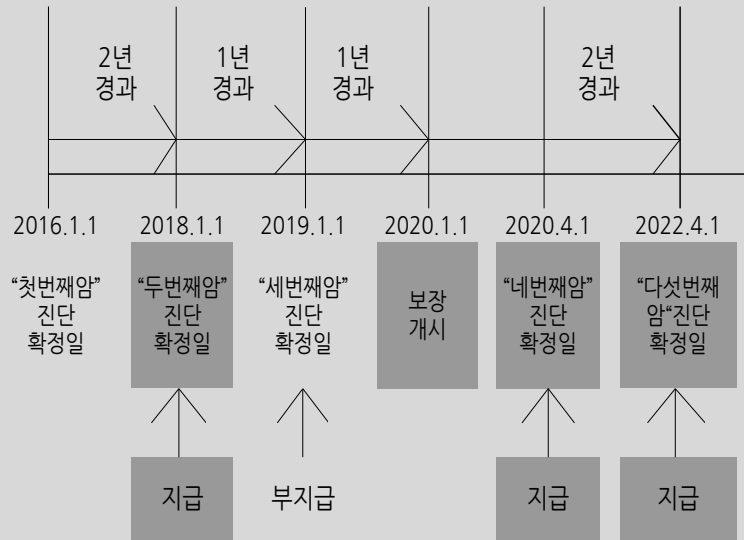 2년
경과
1년
경과
1년
경과
2년
경과
2016.1.1
2018.1.1
2019.1.1
2020.1.1
2020.4.1
2022.4.1
“첫번째암”
진단
확정일
“두번째암”
진단
확정일
“세번째암”
진단
확정일
보장
개시
“네번째암”
진단
확정일
“다섯번째
암“진단
확정일
지급
부지급
지급
지급